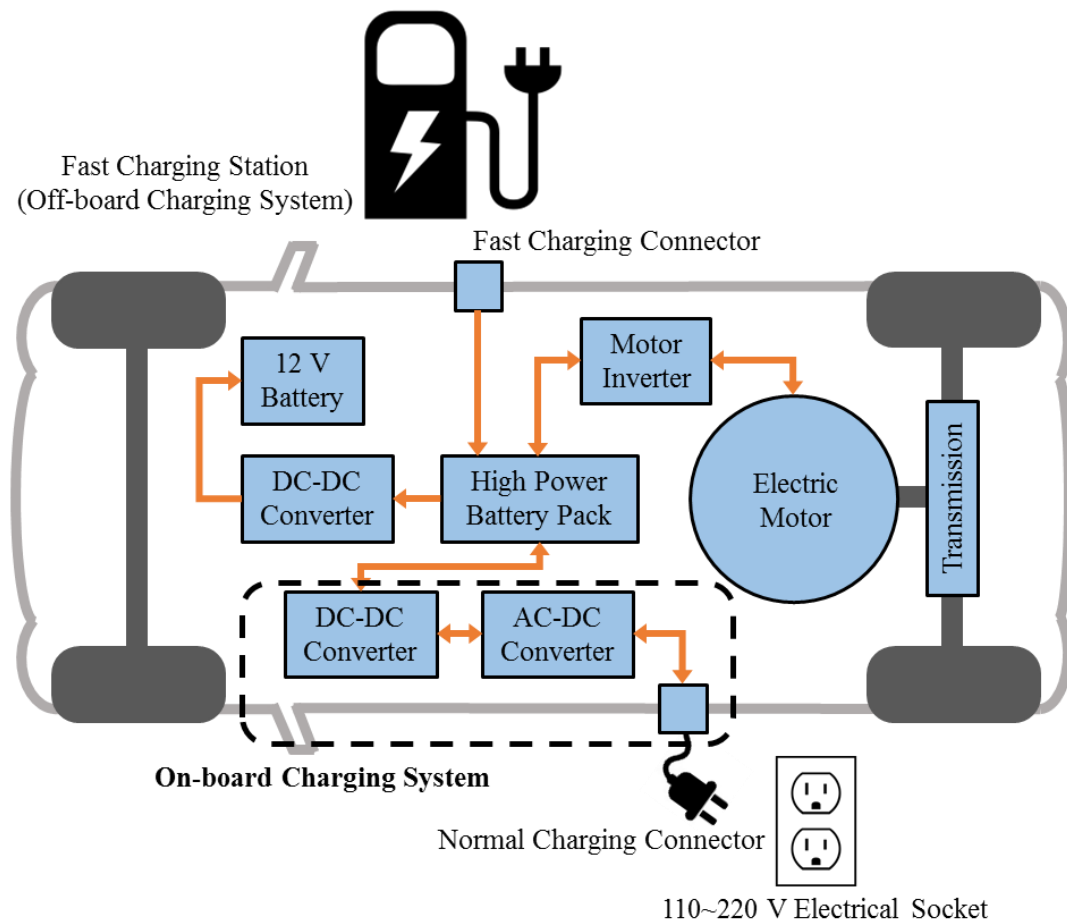 Fast Charging Station
(Off-board Charging System)
Fast Charging Connector
12 V
Battery
Motor
Inverter
DC-DC
Converter
High Power
Battery Pack
Electric
Motor
Transmission
DC-DC
Converter
AC-DC
Converter
On-board Charging System
Normal Charging Connector
110~220 V Electrical Socket